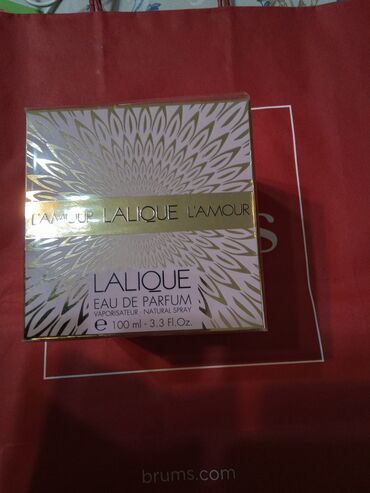 L'AMOUR LALIQUE L'AMOUR
LALIQUE
EAU DE PARFUM
VAPORISATEUR · NATURAL SPRAY
e 100 ml - 3.3 Fl.Oz.
s
brums.com